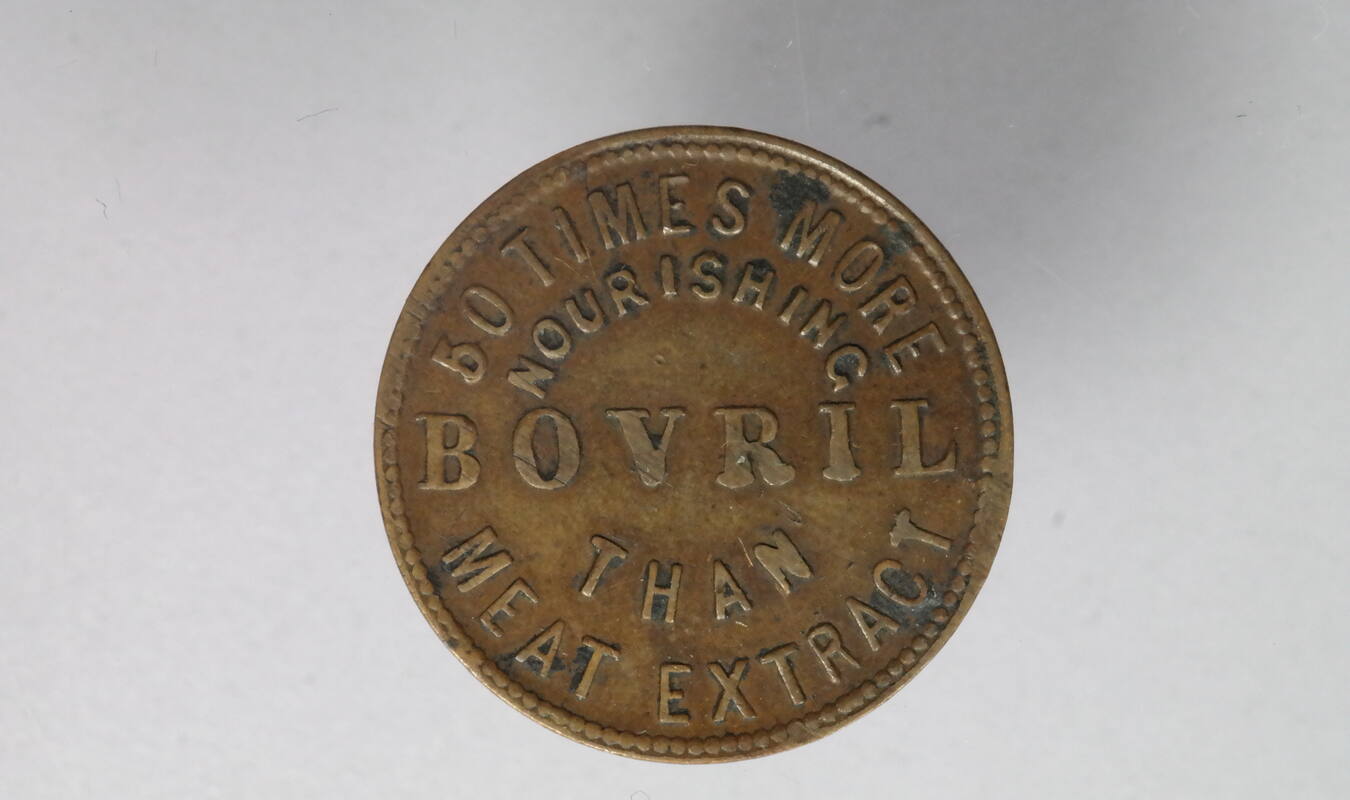 50 TIMES MORE
NOURISHING
BOVRIL
THAN
MEAT EXTRACT